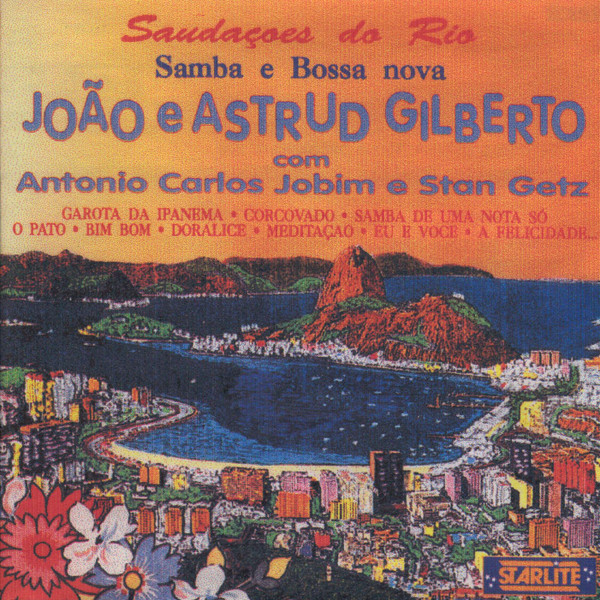 Saudaçoes do Rio
Samba e Bossa nova
JOÃO e ASTRUD GILBERTO
com
Antonio Carlos Jobim e Stan Getz
GAROTA DA IPANEMA • CORCOVADO • SAMBA DE UMA NOTA SÓ
O PATO • BIM BOM • DORALICE • MEDITAÇAO • EU E VOCE • A FELICIDADE...
STARLITE